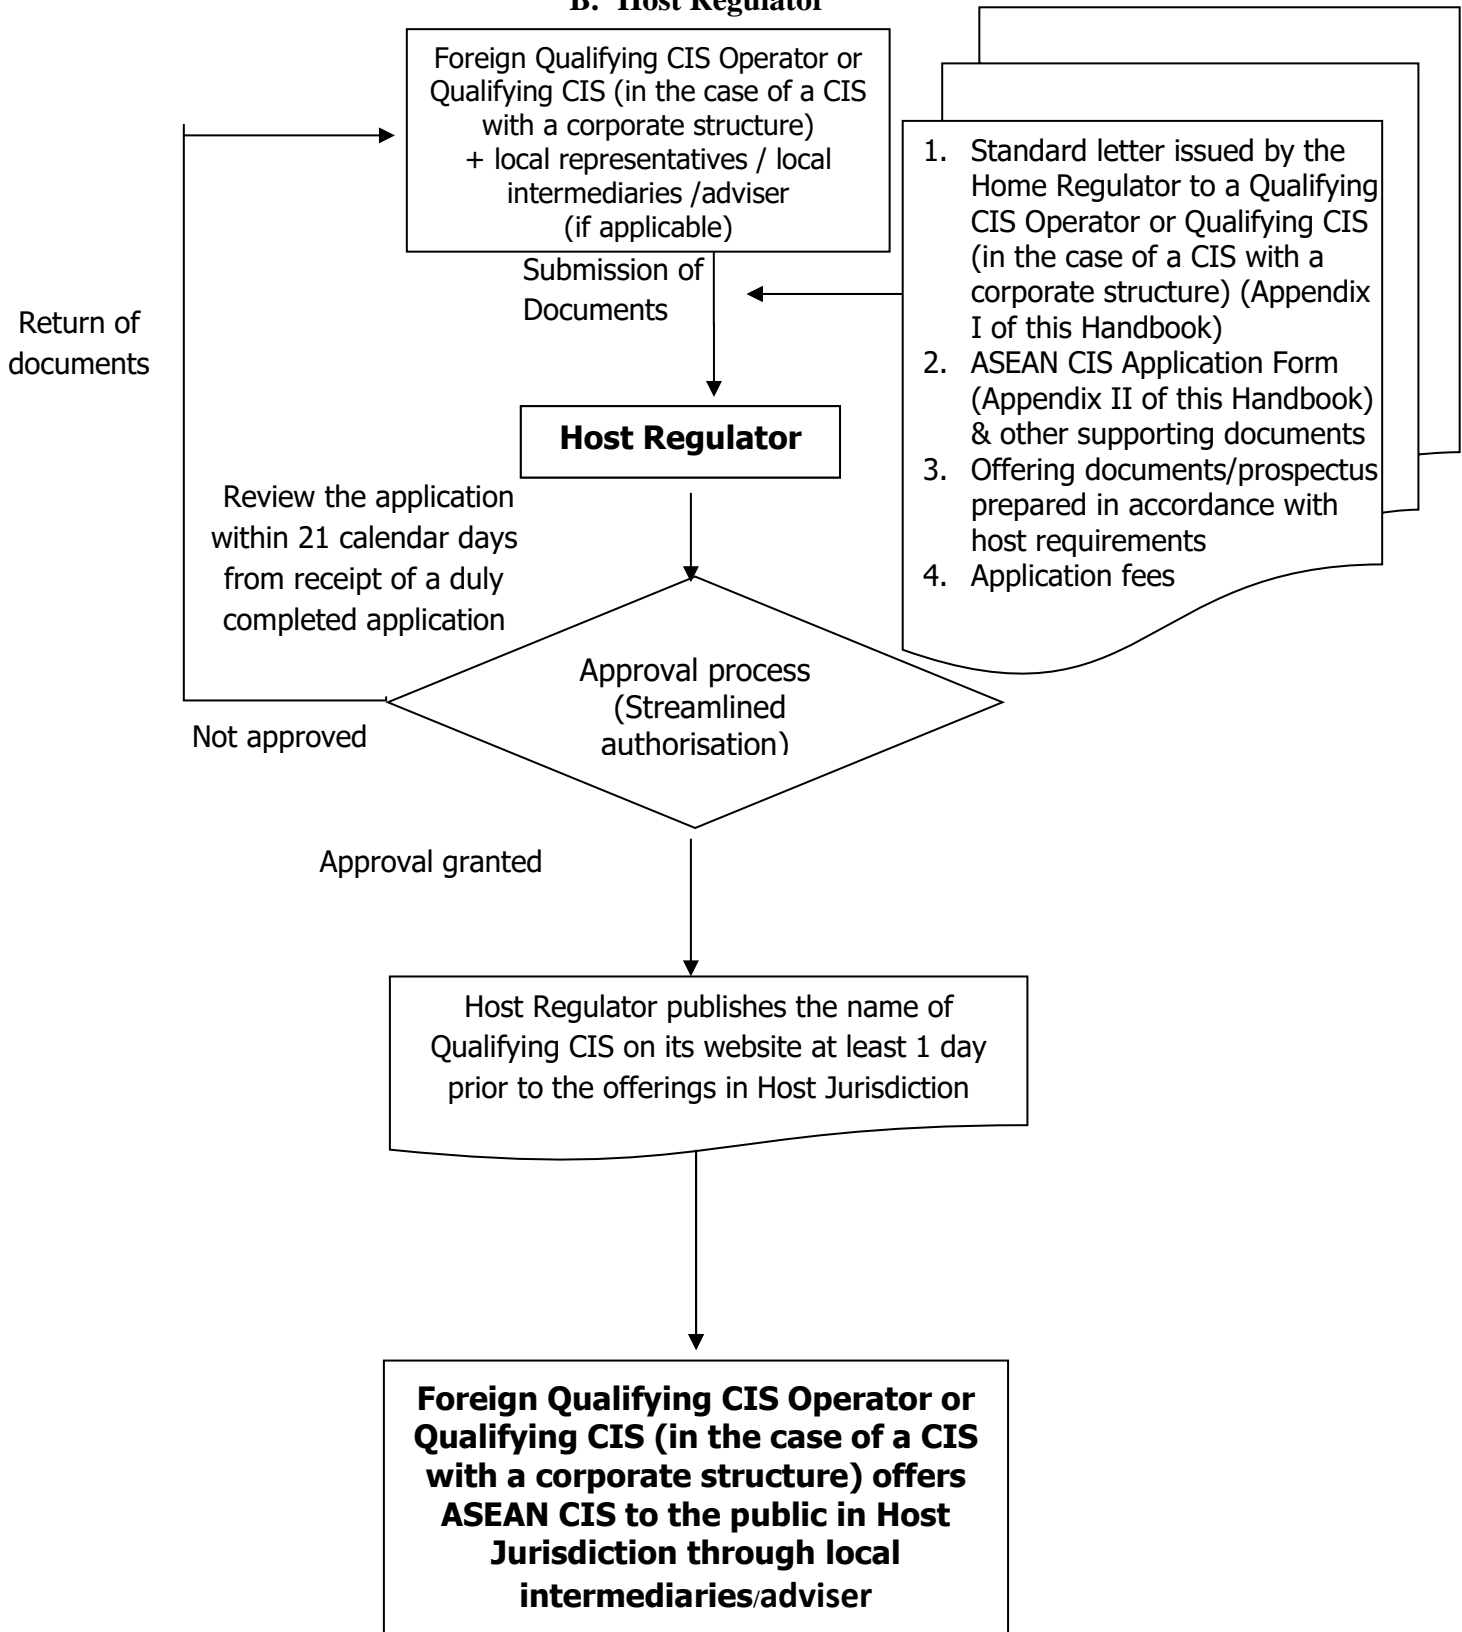 B. Host Regulator
Foreign Qualifying CIS Operator or
Qualifying CIS (in the case of a CIS
with a corporate structure)
+ local representatives / local
intermediaries /adviser
(if applicable)
1. Standard letter issued by the
Home Regulator to a Qualifying
CIS Operator or Qualifying CIS
(in the case of a CIS with a
corporate structure) (Appendix
I of this Handbook)
2. ASEAN CIS Application Form
(Appendix II of this Handbook)
& other supporting documents
3. Offering documents/prospectus
prepared in accordance with
host requirements
4. Application fees
Submission of
Documents
Return of
documents
Host Regulator
Review the application
within 21 calendar days
from receipt of a duly
completed application
Approval process
(Streamlined
authorisation)
Not approved
Approval granted
Host Regulator publishes the name of
Qualifying CIS on its website at least 1 day
prior to the offerings in Host Jurisdiction
Foreign Qualifying CIS Operator or
Qualifying CIS (in the case of a CIS
with a corporate structure) offers
ASEAN CIS to the public in Host
Jurisdiction through local
intermediaries/adviser